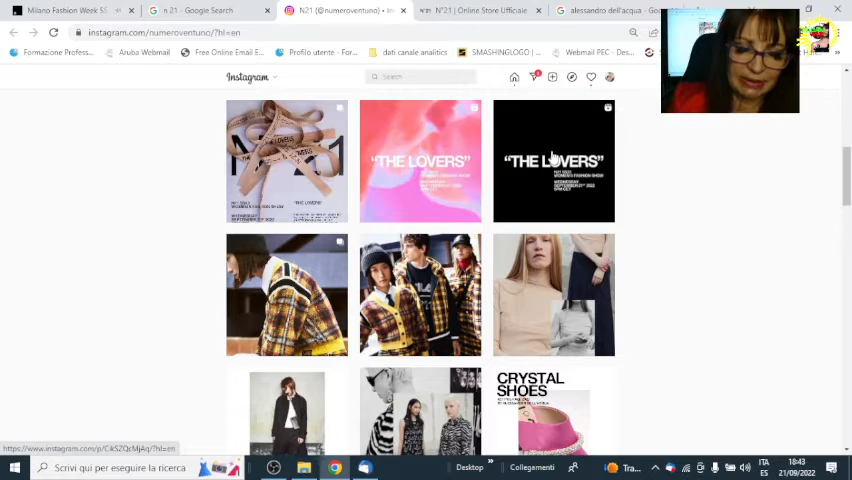 Milano Fashion Week SS
n 21 - Google Search
N21 (@numeroventuno) •
N°21 | Online Store Ufficiale
alessandro dell'acqua -
instagram.com/numeroventuno/?hl=en
Formazione Profess...
Aruba Webmail
Free Online Email E...
Profilo utente - For...
dati canale analitics
SMASHINGLOGO | ...
Webmail PEC - Des...
Instagram
Search
"THE LOVERS"
"THE LOVERS"
WEDNESDAY
CRYSTAL
SHOES
https://www.instagram.com/p/CikSZQcMjAq/?hl=en
Scrivi qui per eseguire la ricerca
Desktop
Collegamenti
Tra...
ITA
ES
18:43
21/09/2022